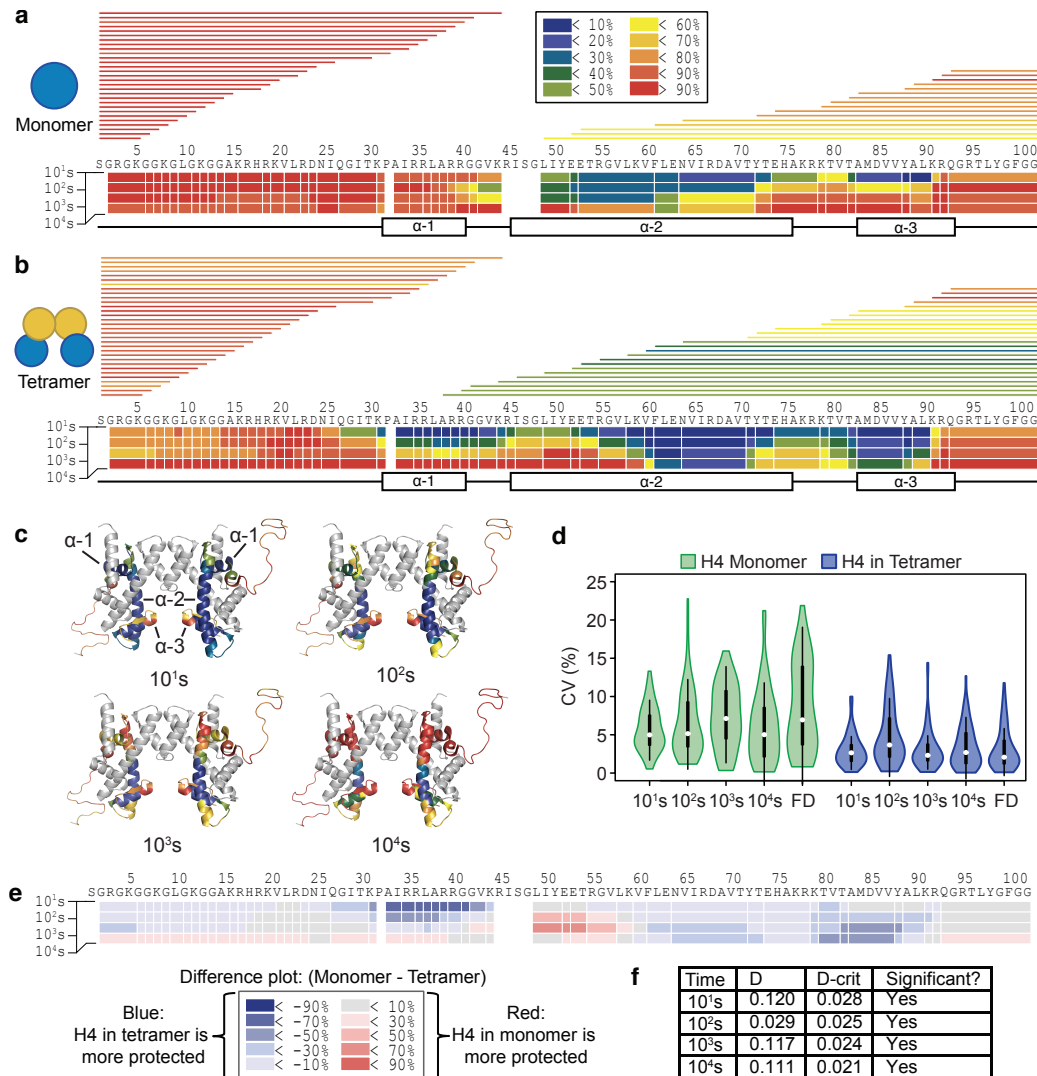 a
< 10%
< 20%
< 30%
< 40%
< 50%
< 60%
< 70%
< 80%
< 90%
> 90%
Monomer
5 10 15 20 25 30 35 40 45 50 55 60 65 70 75 80 85 90 95 100
SGRGKGGKGLGKGGAKRHRKVLRDNIQGITKPAIRRLARRGGVKRISGLIYEETRGVLKVFLENVIRDAVTYTEHAKRKTVTAMDVVYALKRQGRTLYGFGG
10¹s
10²s
10³s
10⁴s
α-1
α-2
α-3
b
Tetramer
5 10 15 20 25 30 35 40 45 50 55 60 65 70 75 80 85 90 95 100
SGRGKGGKGLGKGGAKRHRKVLRDNIQGITKPAIRRLARRGGVKRISGLIYEETRGVLKVFLENVIRDAVTYTEHAKRKTVTAMDVVYALKRQGRTLYGFGG
10¹s
10²s
10³s
10⁴s
α-1
α-2
α-3
c
α-1
α-1
α-2
α-3
10¹s
10²s
10³s
10⁴s
d
H4 Monomer
H4 in Tetramer
CV (%)
25
20
15
10
5
0
10¹s 10²s 10³s 10⁴s FD 10¹s 10²s 10³s 10⁴s FD
e
5 10 15 20 25 30 35 40 45 50 55 60 65 70 75 80 85 90 95 100
SGRGKGGKGLGKGGAKRHRKVLRDNIQGITKPAIRRLARRGGVKRISGLIYEETRGVLKVFLENVIRDAVTYTEHAKRKTVTAMDVVYALKRQGRTLYGFGG
10¹s
10²s
10³s
10⁴s
Difference plot: (Monomer - Tetramer)
Blue:
H4 in tetramer is
more protected
< -90%
< -70%
< -50%
< -30%
< -10%
< 10%
< 30%
< 50%
< 70%
< 90%
Red:
H4 in monomer is
more protected
f
Time D D-crit Significant?
10¹s 0.120 0.028 Yes
10²s 0.029 0.025 Yes
10³s 0.117 0.024 Yes
10⁴s 0.111 0.021 Yes